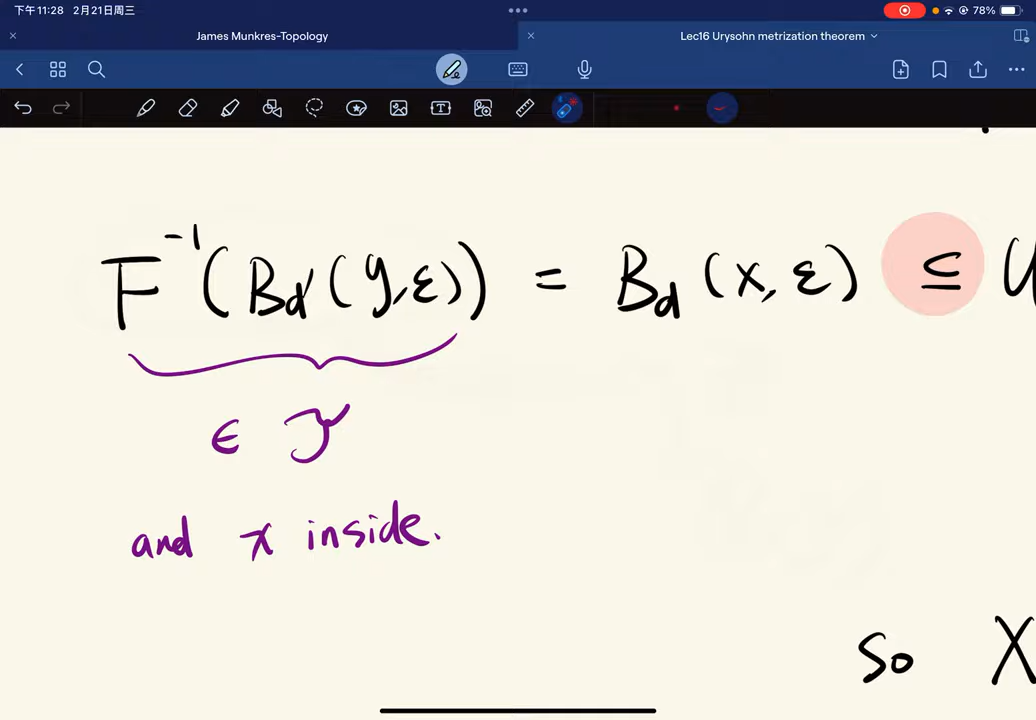 下午11:28 2月21日周三
78%
James Munkres-Topology
Lec16 Urysohn metrization theorem
F⁻¹(B_d'(y,ε)) = B_d(x,ε) ⊆ U
∈ 𝒯
and x inside.
So X